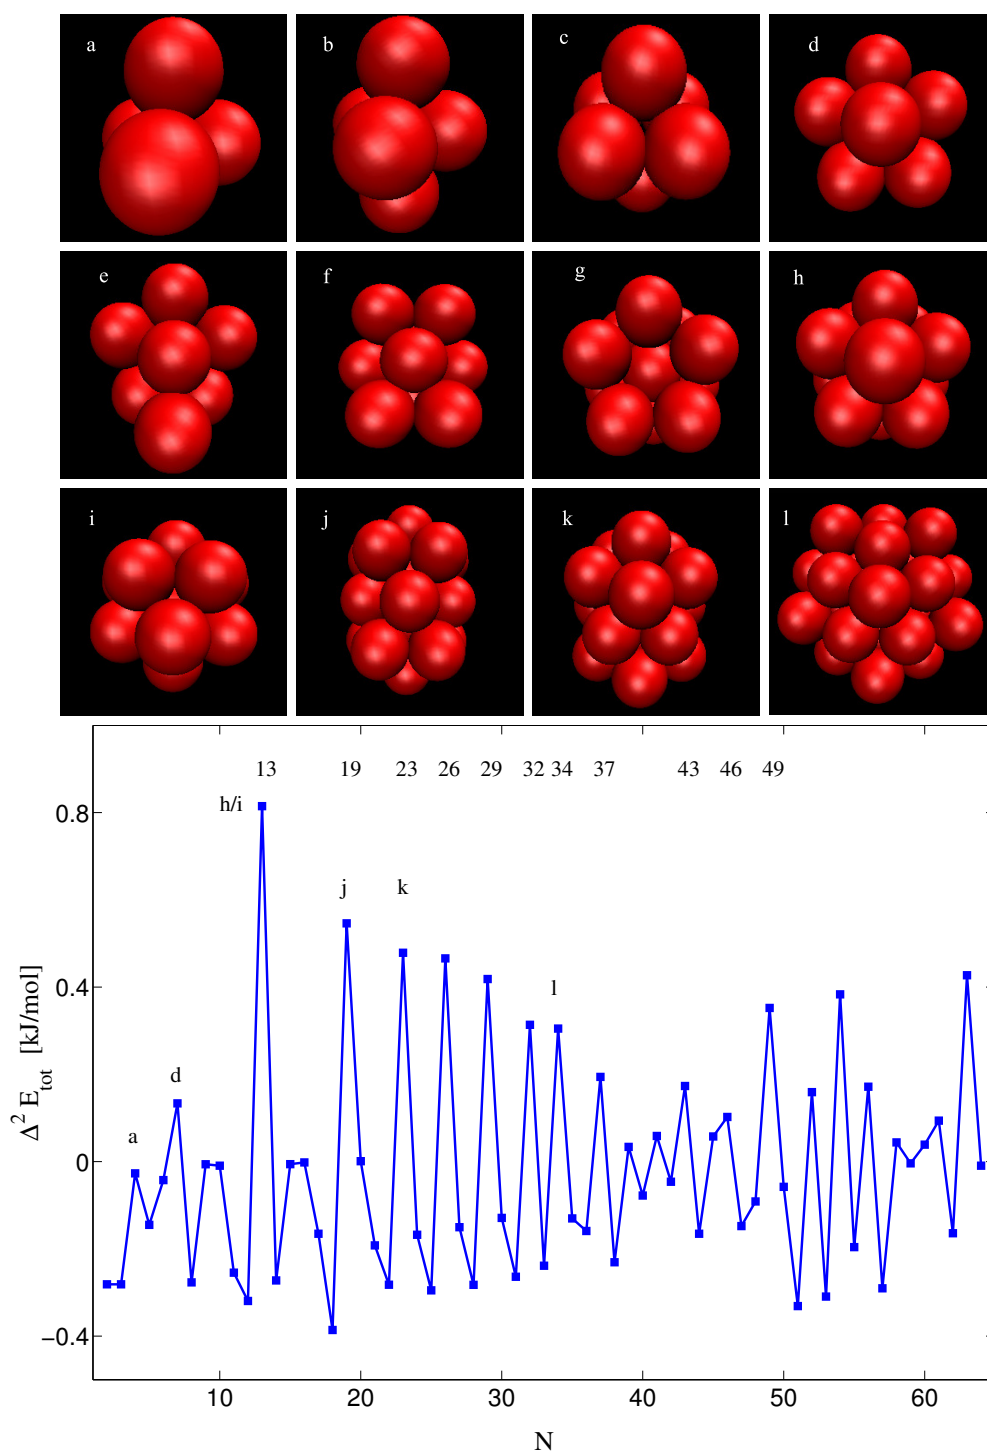 a b c d
e f g h
i j k l
13 19 23 26 29 32 34 37 43 46 49
h/i
0.8
j k
l
0.4
d
a
0
−0.4
Δ² E_tot [kJ/mol]
10 20 30 40 50 60
N